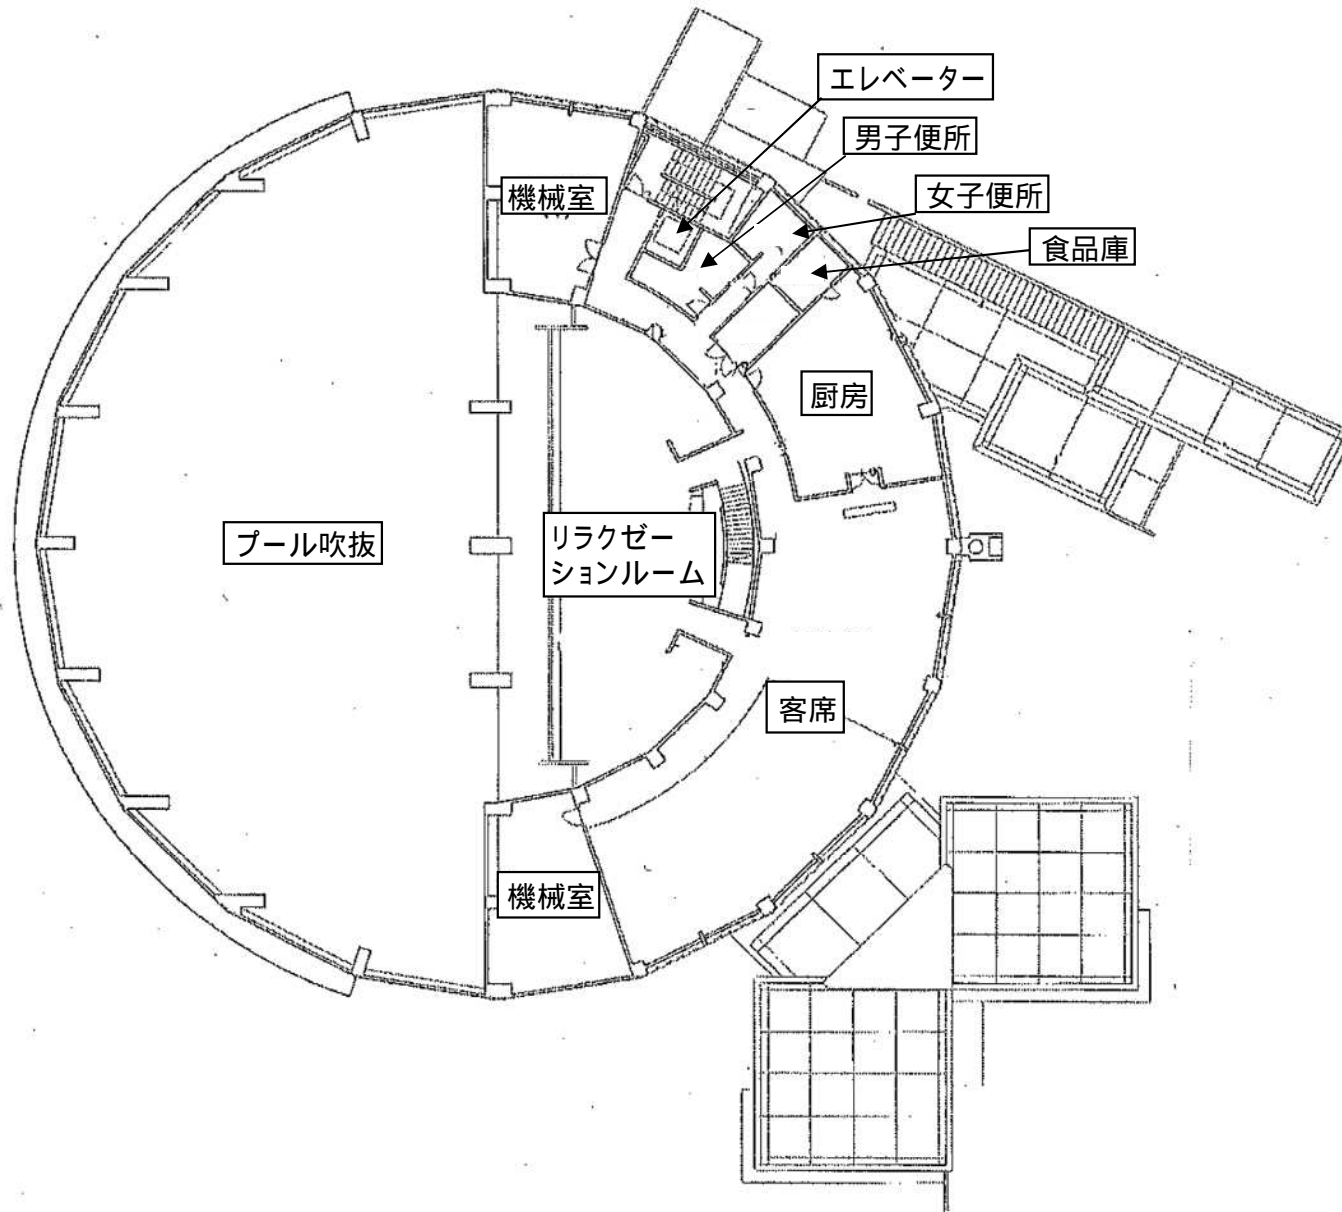 エレベーター
男子便所
機械室
女子便所
食品庫
厨房
プール吹抜
リラクゼー
ションルーム
客席
機械室